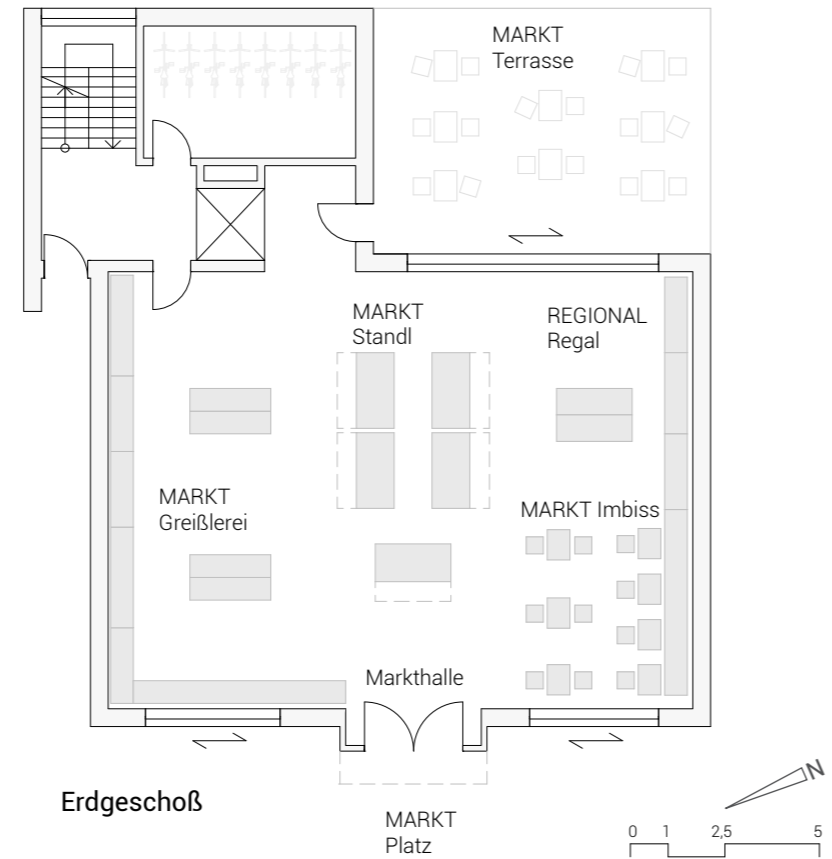 MARKT
Terrasse
MARKT
Standl
REGIONAL
Regal
MARKT
Greißlerei
MARKT Imbiss
Markthalle
Erdgeschoß
MARKT
Platz
N
0 1 2,5 5